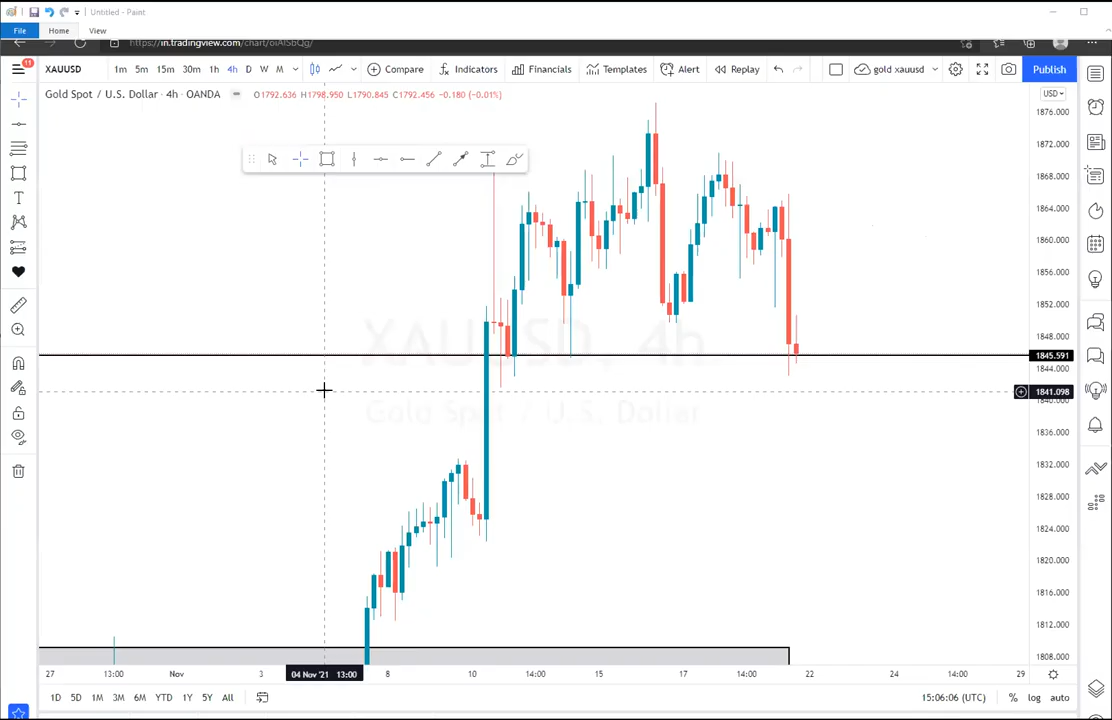 Untitled - Paint
File Home View
https://in.tradingview.com/chart/oiAISbQg/
11
XAUUSD 1m 5m 15m 30m 1h 4h D W M Compare Indicators Financials Templates Alert Replay gold xauusd Publish
Gold Spot / U.S. Dollar · 4h · OANDA O1792.636 H1798.950 L1790.845 C1792.456 −0.180 (−0.01%)
USD
1876.000
1872.000
1868.000
1864.000
1860.000
1856.000
1852.000
1848.000
XAUUSD, 4h
1845.591
1844.000
1841.098
1840.000
Gold Spot / U.S. Dollar
1836.000
1832.000
1828.000
1824.000
1820.000
1816.000
1812.000
1808.000
27 13:00 Nov 3 04 Nov '21 13:00 8 10 14:00 15 17 14:00 22 24 14:00 29
1D 5D 1M 3M 6M YTD 1Y 5Y All 15:06:06 (UTC) % log auto